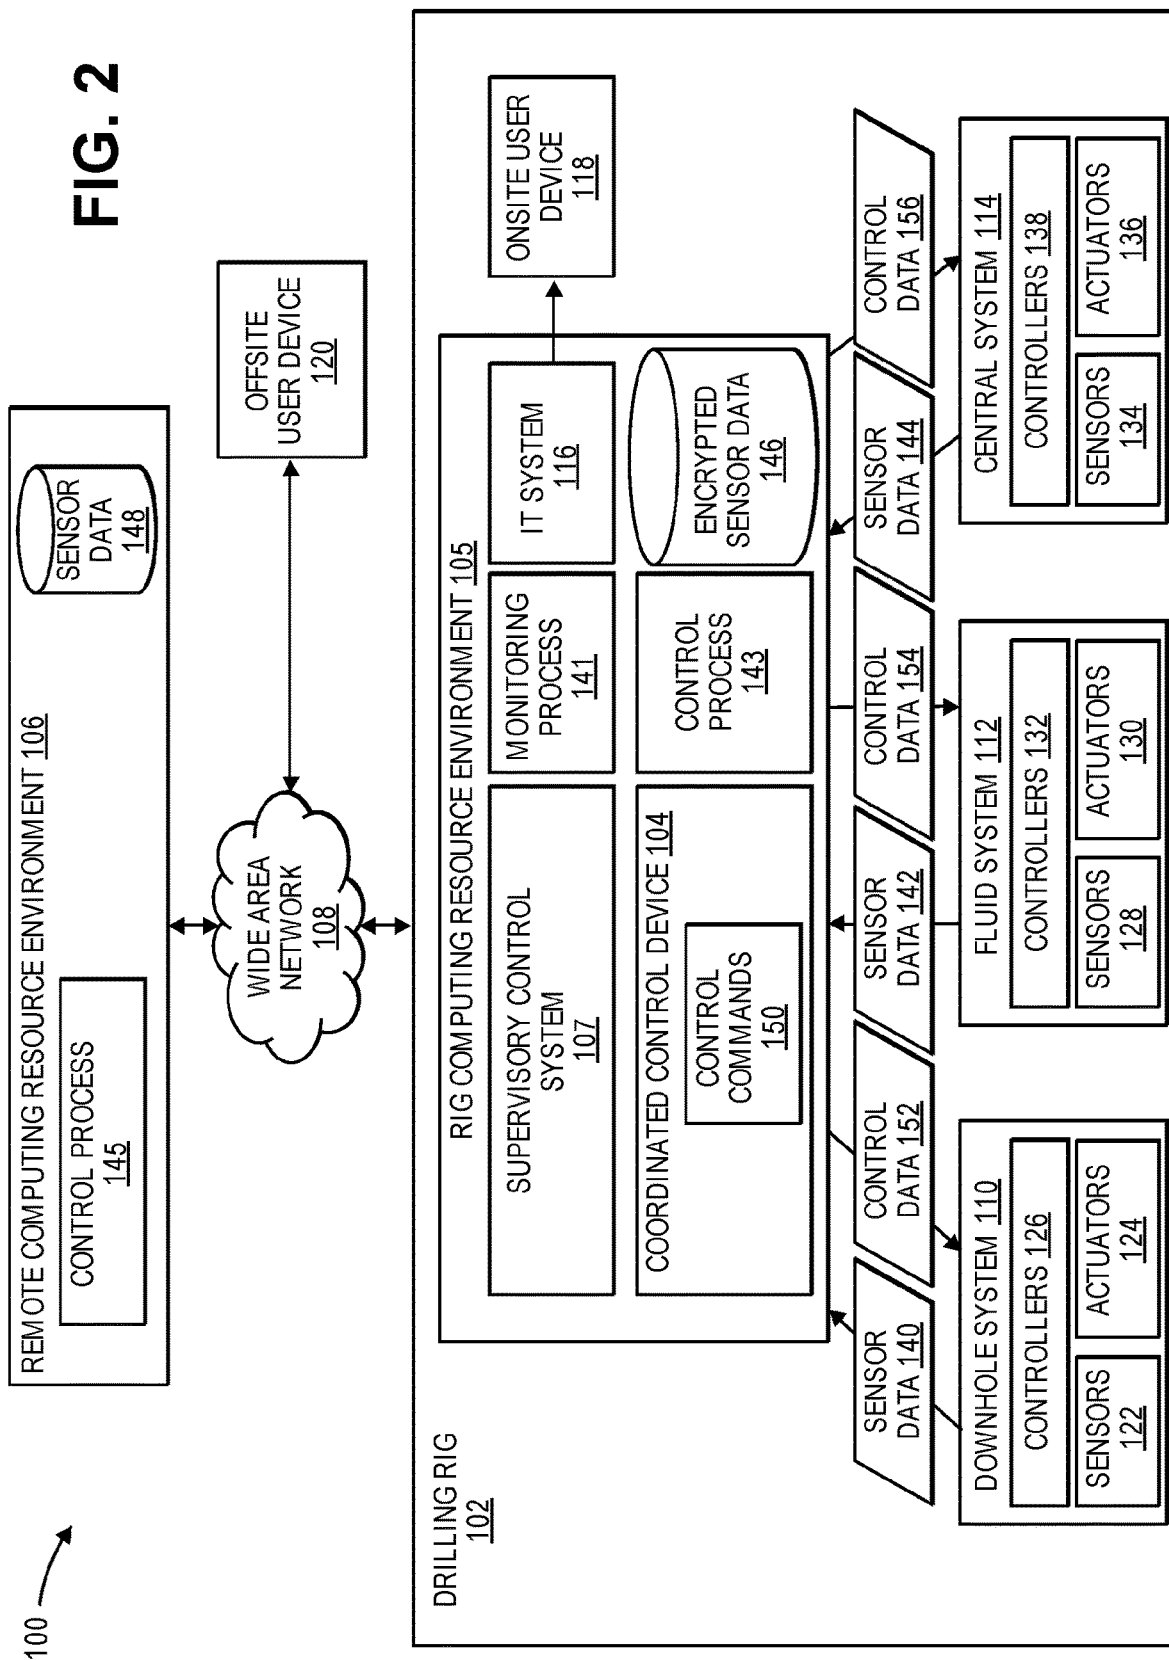 100
FIG. 2
REMOTE COMPUTING RESOURCE ENVIRONMENT 106
CONTROL PROCESS
145
SENSOR
DATA
148
WIDE AREA
NETWORK
108
OFFSITE
USER DEVICE
120
DRILLING RIG
102
RIG COMPUTING RESOURCE ENVIRONMENT 105
SUPERVISORY CONTROL
SYSTEM
107
MONITORING
PROCESS
141
IT SYSTEM
116
ONSITE USER
DEVICE
118
COORDINATED CONTROL DEVICE 104
CONTROL
COMMANDS
150
CONTROL
PROCESS
143
ENCRYPTED
SENSOR DATA
146
SENSOR
DATA 140
CONTROL
DATA 152
SENSOR
DATA 142
CONTROL
DATA 154
SENSOR
DATA 144
CONTROL
DATA 156
DOWNHOLE SYSTEM 110
CONTROLLERS 126
SENSORS
122
ACTUATORS
124
FLUID SYSTEM 112
CONTROLLERS 132
SENSORS
128
ACTUATORS
130
CENTRAL SYSTEM 114
CONTROLLERS 138
SENSORS
134
ACTUATORS
136